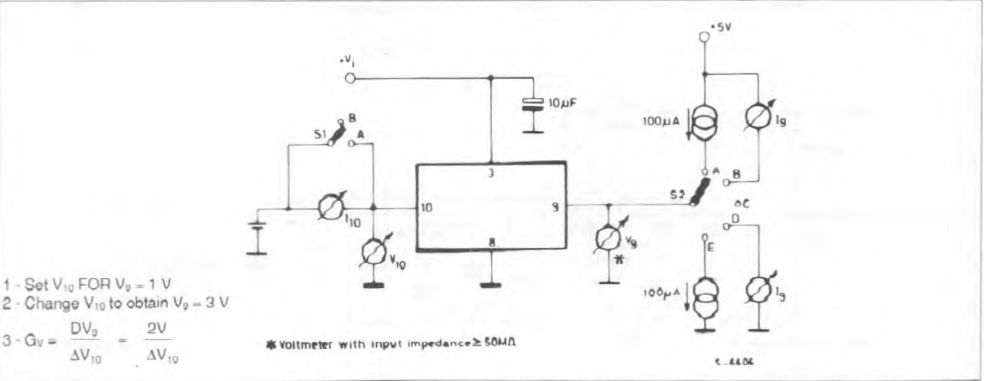 +5V
+Vi
10µF
100µA
I9
S1
B
A
A
B
S2
3
10
9
8
I10
V10
V9
*
OC
D
E
100µA
I9
1 - Set V10 FOR V9 = 1 V
2 - Change V10 to obtain V9 = 3 V
3 - Gv = DV9 / ΔV10 = 2V / ΔV10
* Voltmeter with input impedance ≥ 50MΩ